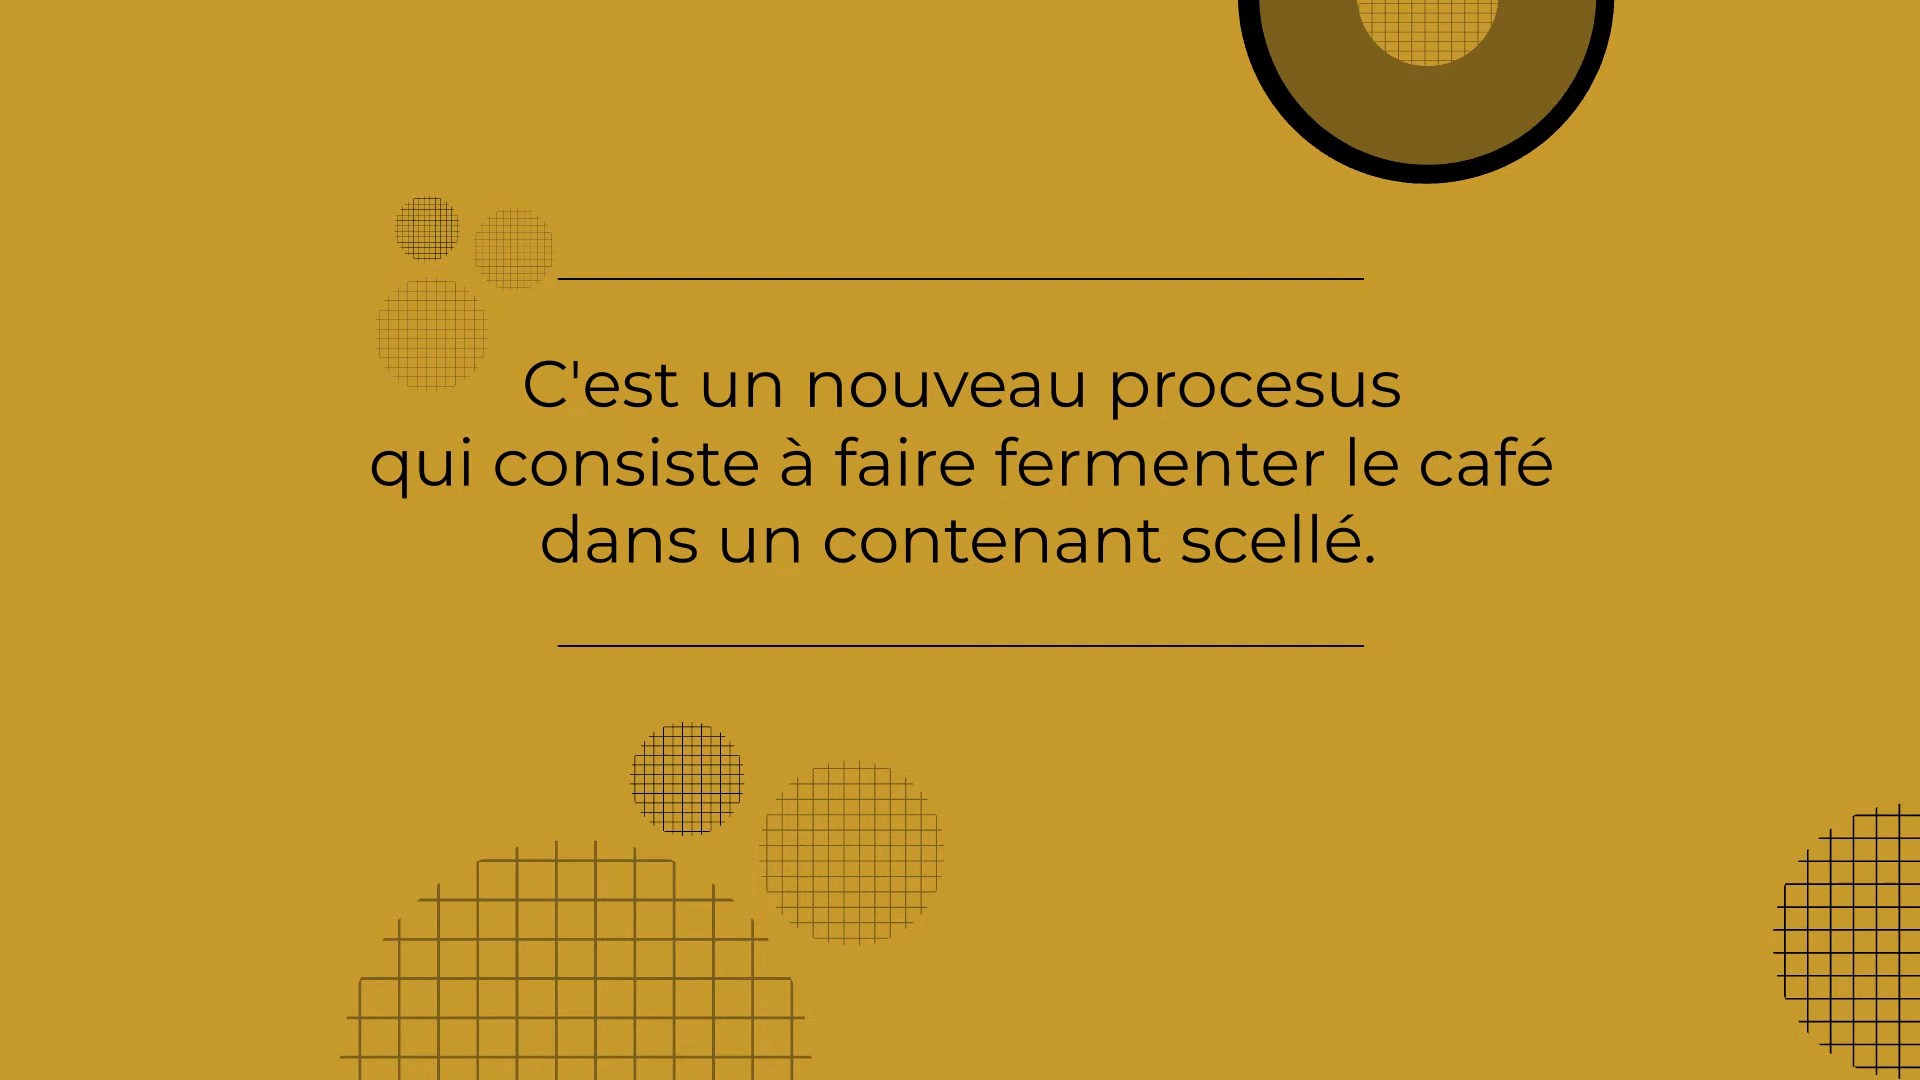 C'est un nouveau procesus
qui consiste à faire fermenter le café
dans un contenant scellé.